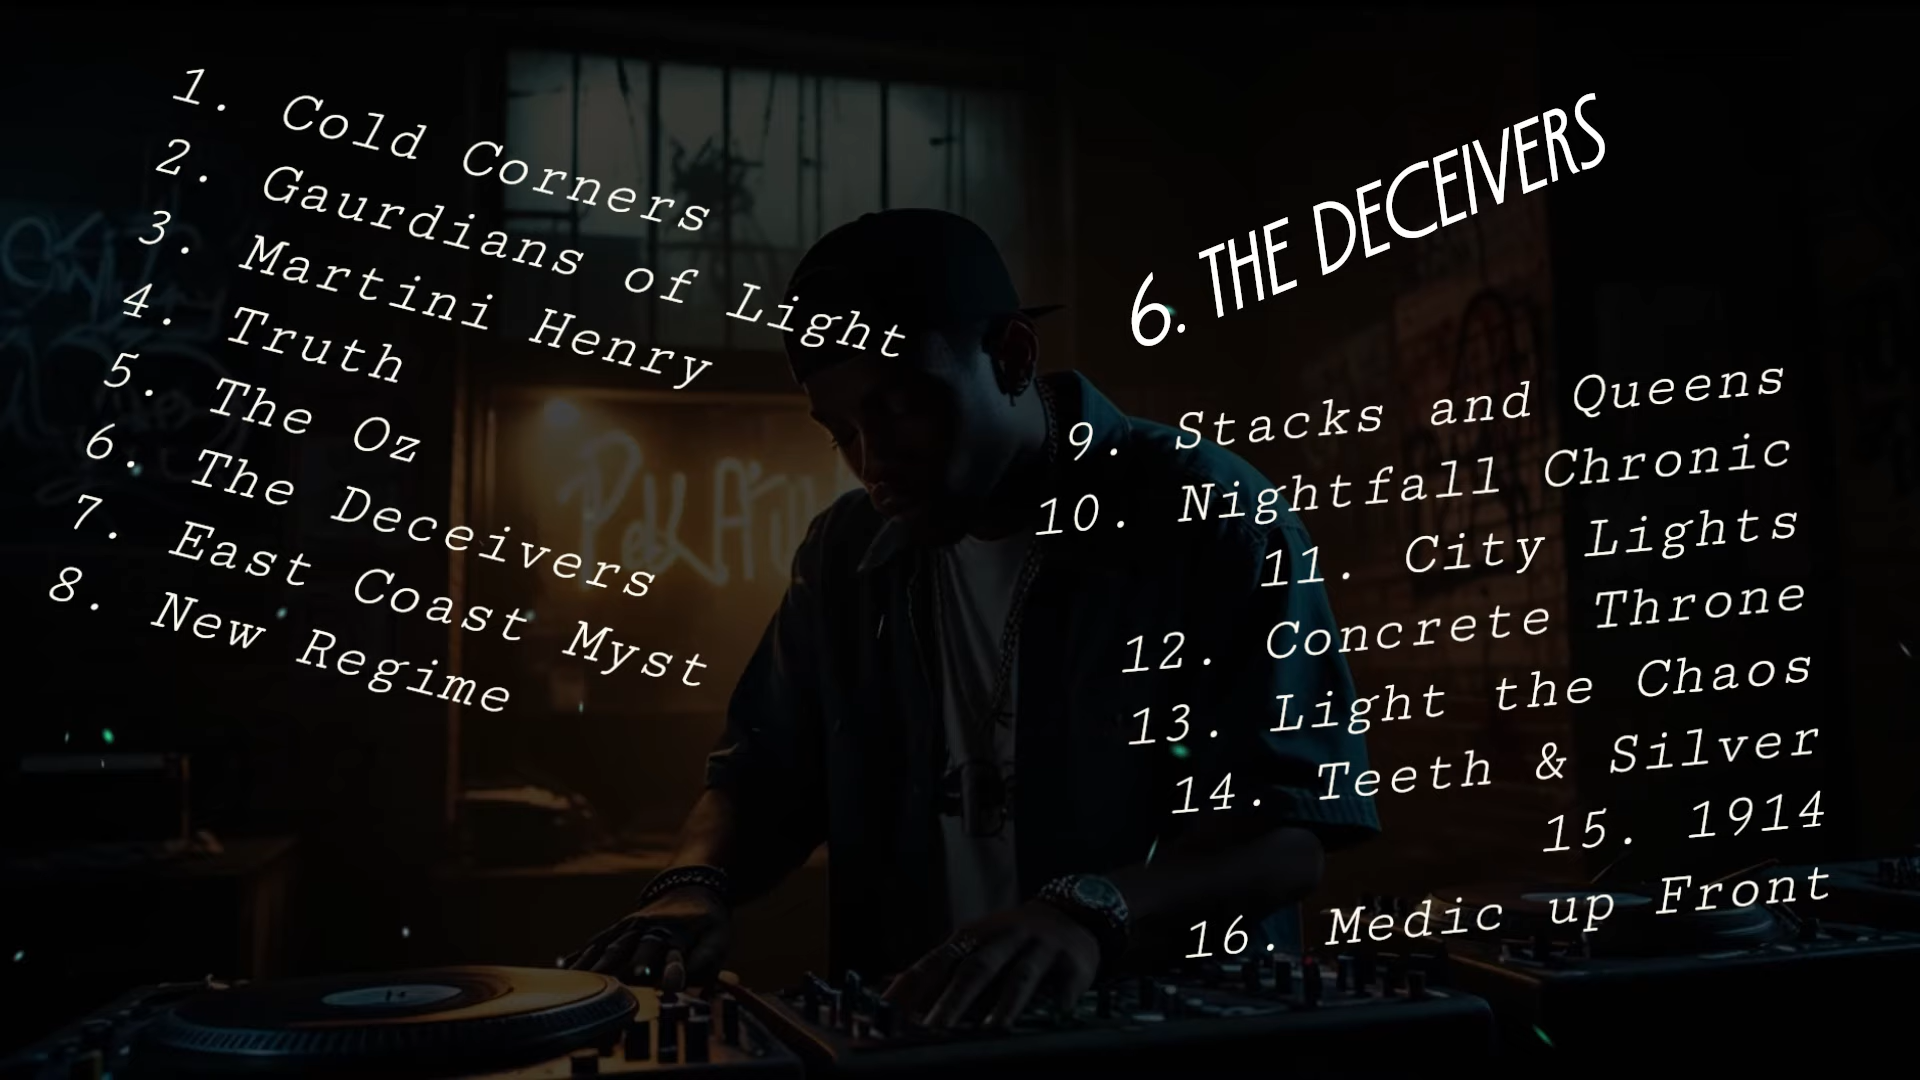 1. Cold Corners
2. Gaurdians of Light
3. Martini Henry
4. Truth
5. The Oz
6. The Deceivers
7. East Coast Myst
8. New Regime
6. THE DECEIVERS
9. Stacks and Queens
10. Nightfall Chronic
11. City Lights
12. Concrete Throne
13. Light the Chaos
14. Teeth & Silver
15. 1914
16. Medic up Front